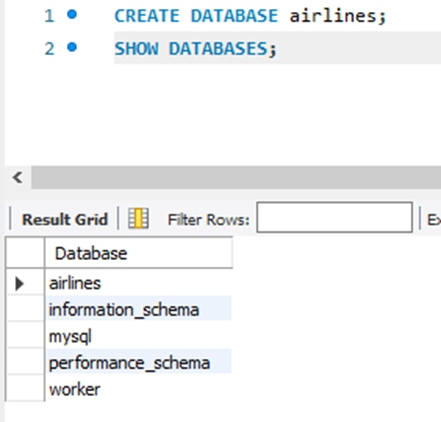 1 CREATE DATABASE airlines;
2 SHOW DATABASES;
Result Grid Filter Rows: Ex
Database
airlines
information_schema
mysql
performance_schema
worker